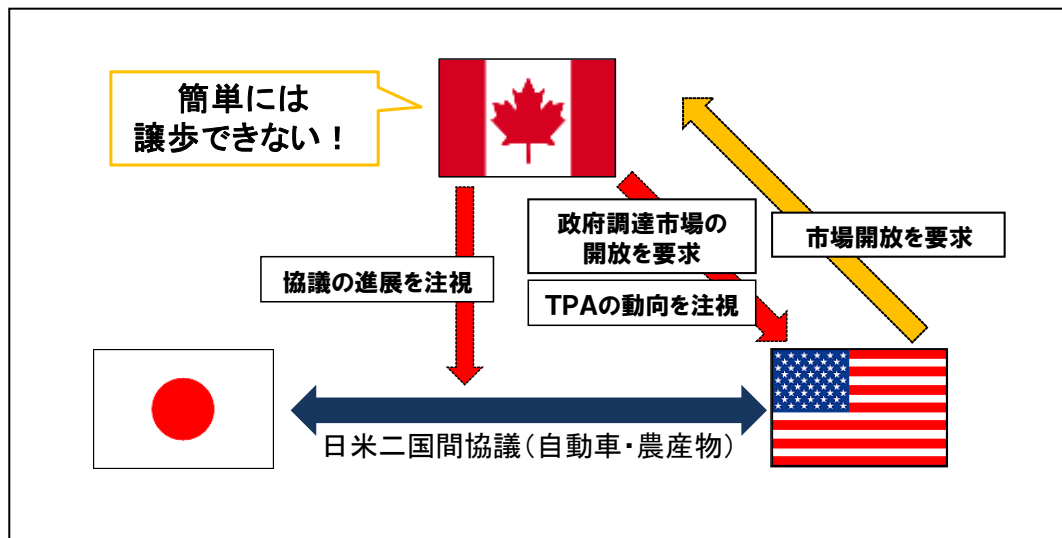 簡単には
譲歩できない！
政府調達市場の
開放を要求
市場開放を要求
協議の進展を注視
TPAの動向を注視
日米二国間協議（自動車・農産物）